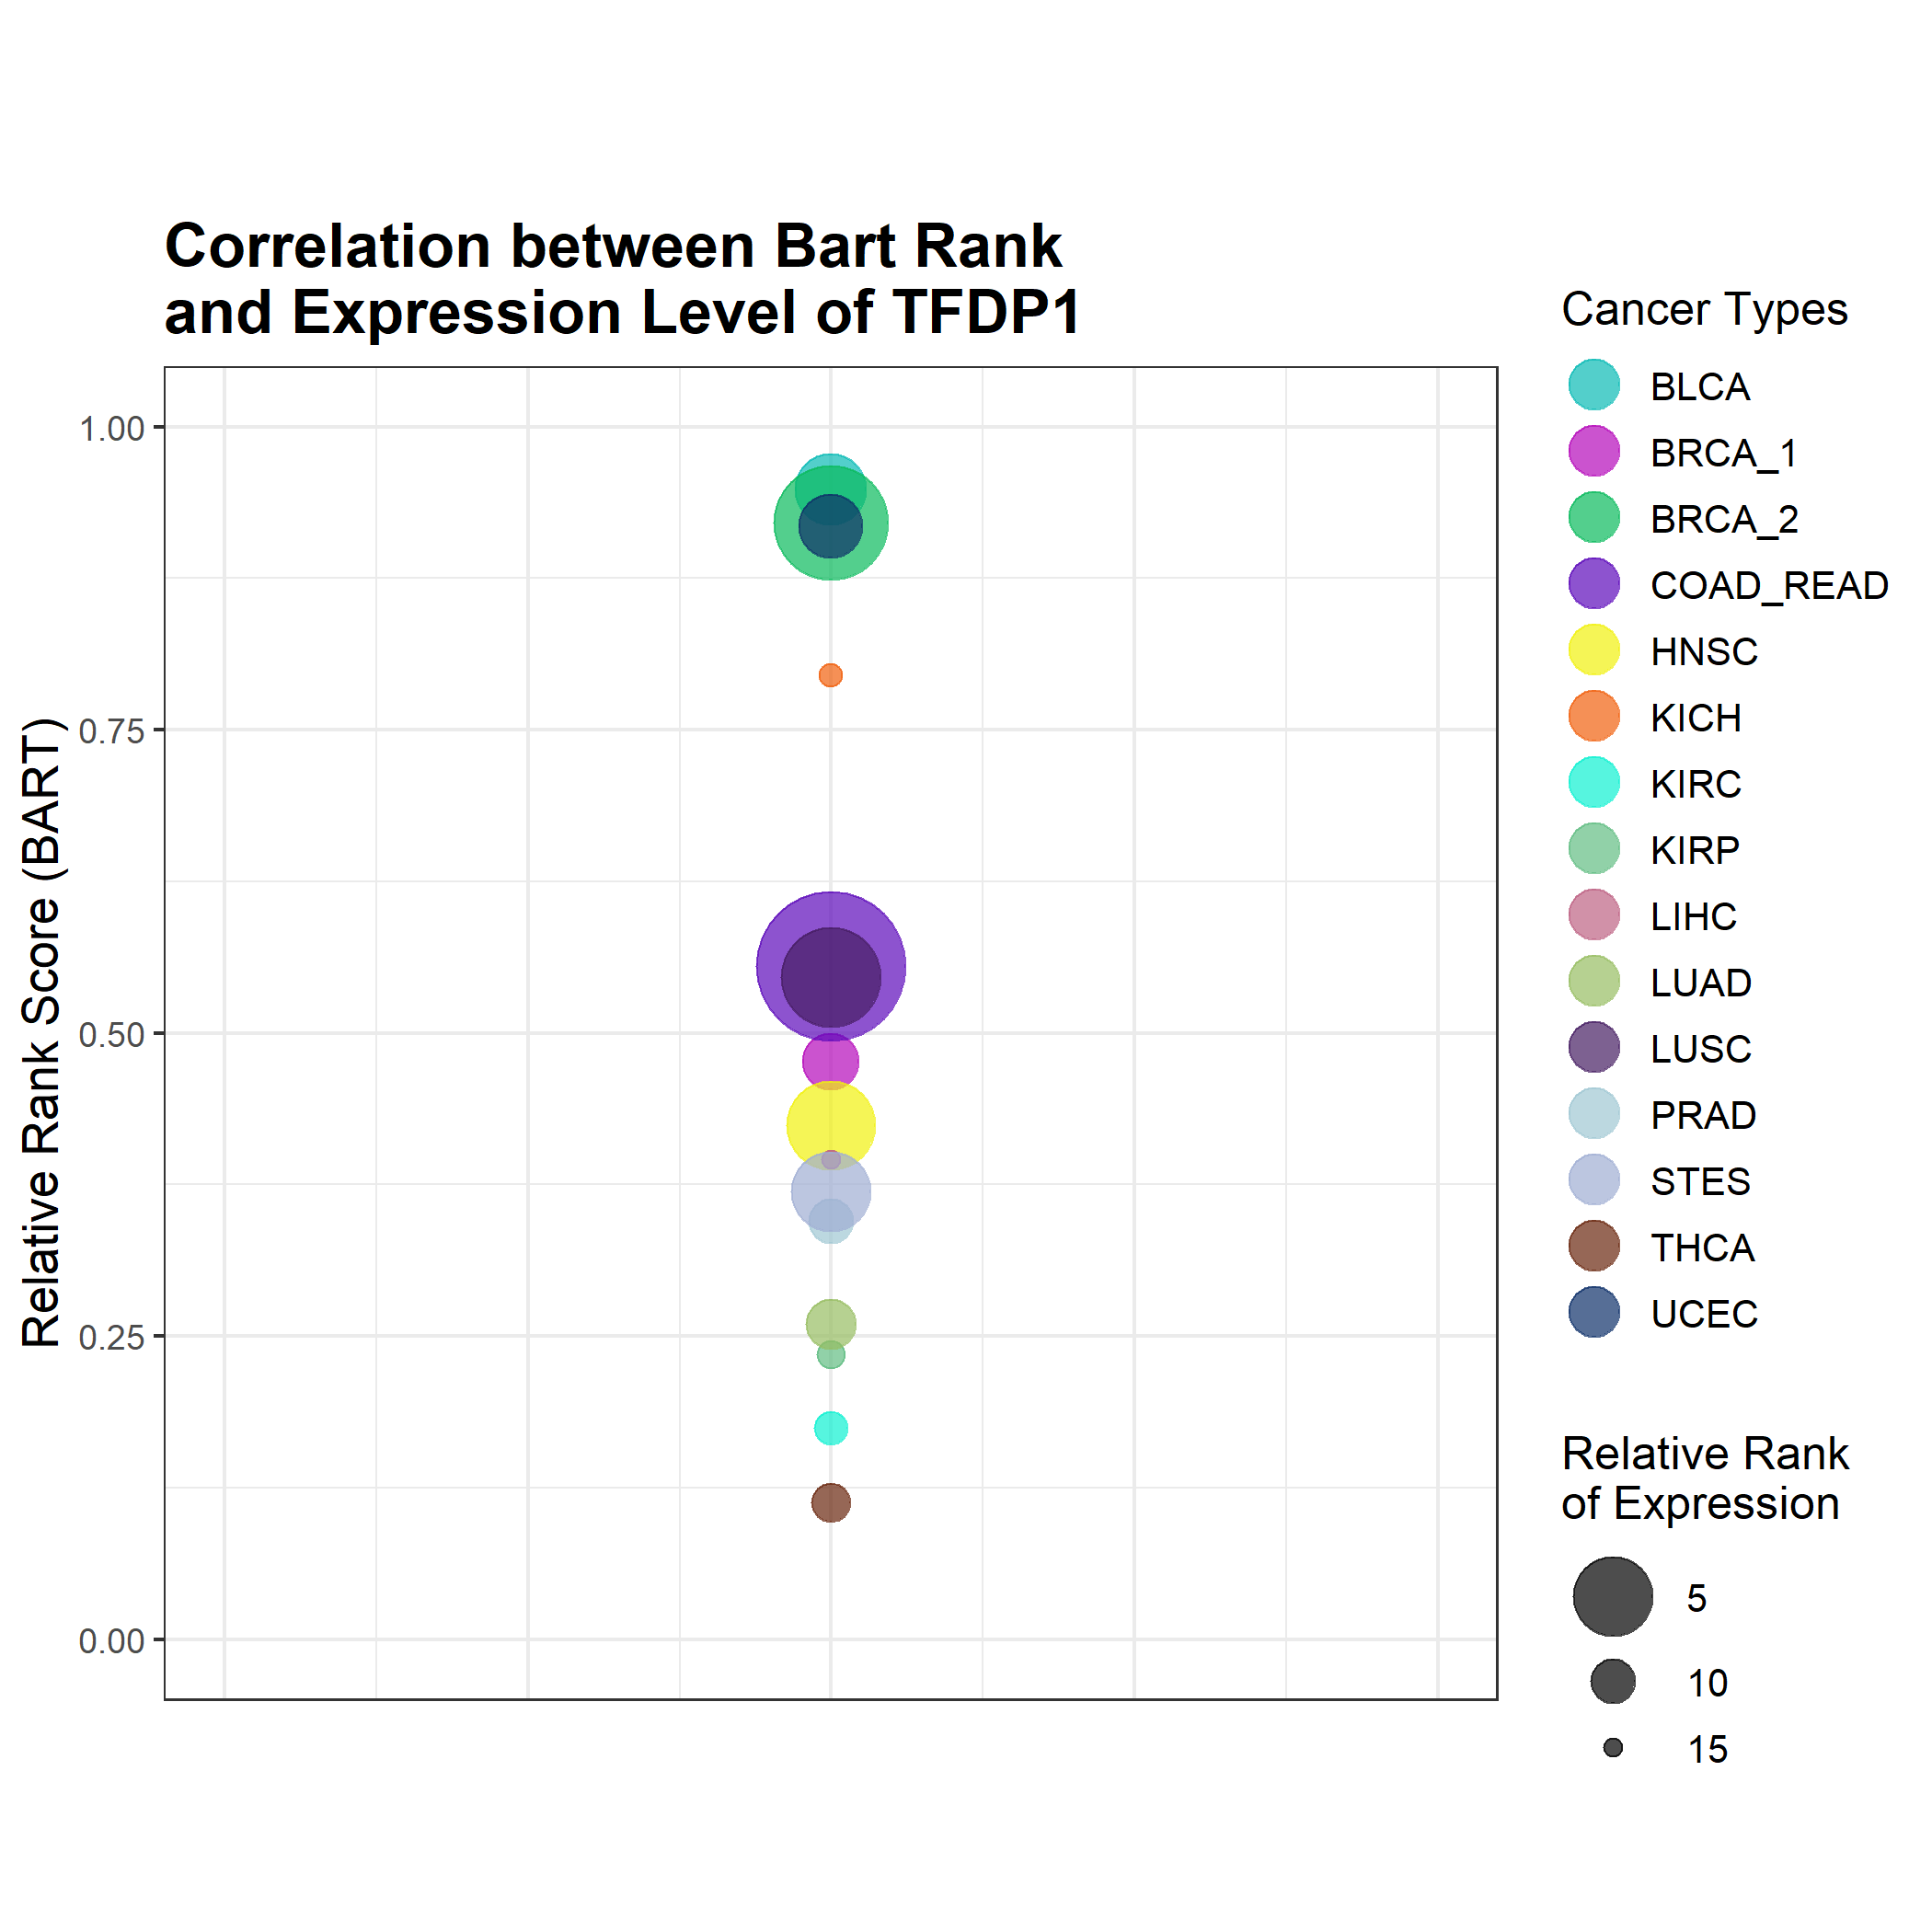 Correlation between Bart Rank
and Expression Level of TFDP1
Relative Rank Score (BART)
1.00
0.75
0.50
0.25
0.00
Cancer Types
BLCA
BRCA_1
BRCA_2
COAD_READ
HNSC
KICH
KIRC
KIRP
LIHC
LUAD
LUSC
PRAD
STES
THCA
UCEC
Relative Rank
of Expression
5
10
15